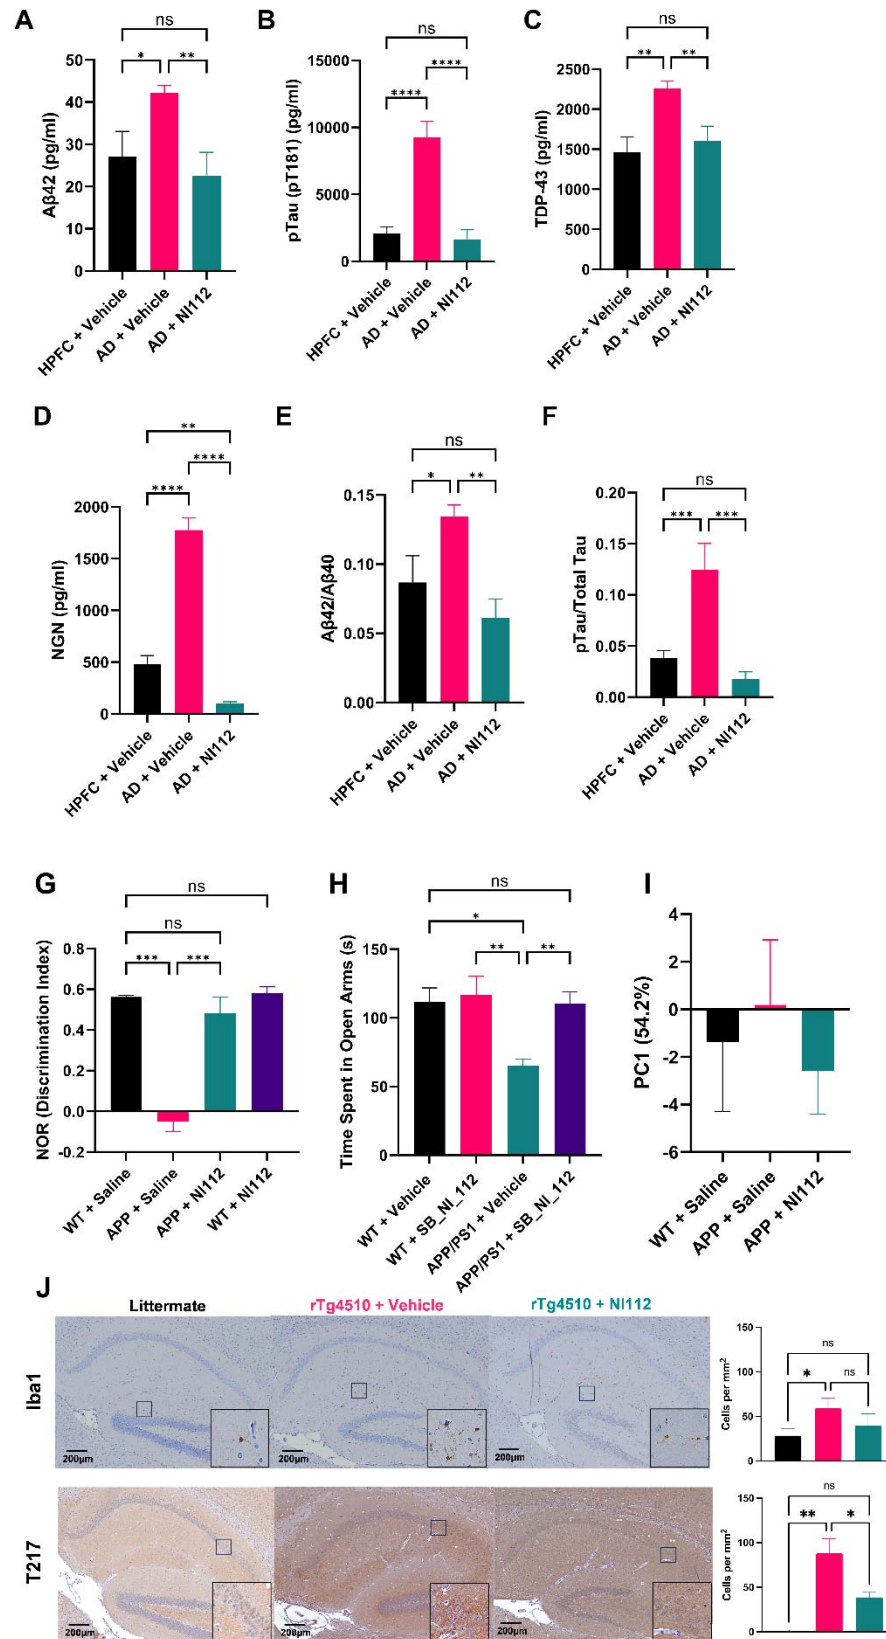 A
ns
*
**
50
40
30
20
10
0
Aβ42 (pg/ml)
HPFC + Vehicle
AD + Vehicle
AD + NI112
B
ns
****
****
15000
10000
5000
0
pTau (pT181) (pg/ml)
HPFC + Vehicle
AD + Vehicle
AD + NI112
C
ns
**
**
2500
2000
1500
1000
500
0
TDP-43 (pg/ml)
HPFC + Vehicle
AD + Vehicle
AD + NI112
D
**
****
****
2000
1500
1000
500
0
NGN (pg/ml)
HPFC + Vehicle
AD + Vehicle
AD + NI112
E
ns
*
**
0.15
0.10
0.05
0.00
Aβ42/Aβ40
HPFC + Vehicle
AD + Vehicle
AD + NI112
F
ns
***
***
0.20
0.15
0.10
0.05
0.00
pTau/Total Tau
HPFC + Vehicle
AD + Vehicle
AD + NI112
G
ns
ns
***
***
0.8
0.6
0.4
0.2
0.0
-0.2
NOR (Discrimination Index)
WT + Saline
APP + Saline
APP + NI112
WT + NI112
H
ns
*
**
**
150
100
50
0
Time Spent in Open Arms (s)
WT + Vehicle
WT + SB_NI_112
APP/PS1 + Vehicle
APP/PS1 + SB_NI_112
I
4
2
0
-2
-4
-6
PC1 (54.2%)
WT + Saline
APP + Saline
APP + NI112
J
Littermate
rTg4510 + Vehicle
rTg4510 + NI112
Iba1
200μm
200μm
200μm
150
100
50
0
Cells per mm²
ns
*
ns
T217
200μm
200μm
200μm
150
100
50
0
Cells per mm²
ns
**
*